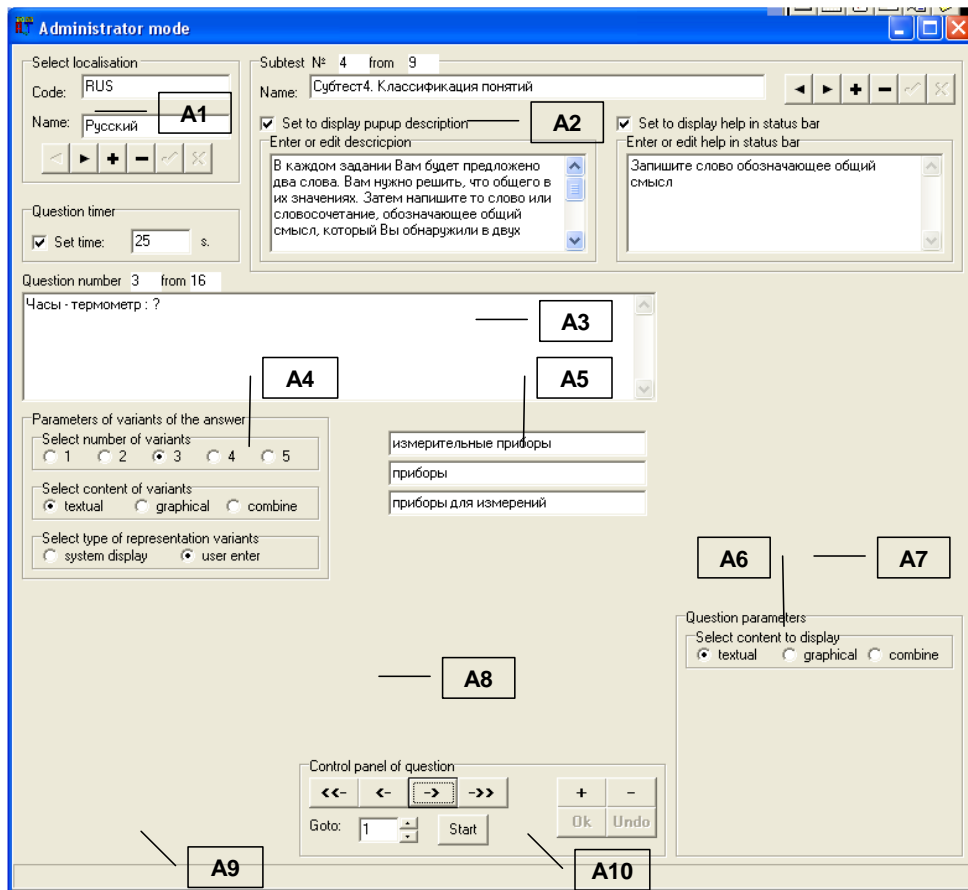 Administrator mode
Select localisation
Code: RUS
A1
Name: Русский
Subtest № 4 from 9
Name: Субтест4. Классификация понятий
Set to display pupup description
A2
Set to display help in status bar
Enter or edit descricpion
В каждом задании Вам будет предложено
два слова. Вам нужно решить, что общего в
их значениях. Затем напишите то слово или
словосочетание, обозначающее общий
смысл, который Вы обнаружили в двух
Enter or edit help in status bar
Запишите слово обозначающее общий
смысл
Question timer
Set time: 25 s.
Question number 3 from 16
Часы - термометр : ?
A3
A4
A5
Parameters of variants of the answer
Select number of variants
1 2 3 4 5
Select content of variants
textual graphical combine
Select type of representation variants
system display user enter
измерительные приборы
приборы
приборы для измерений
A6
A7
Question parameters
Select content to display
textual graphical combine
A8
Control panel of question
<<- <- -> ->> + -
Goto: 1 Start Ok Undo
A9
A10